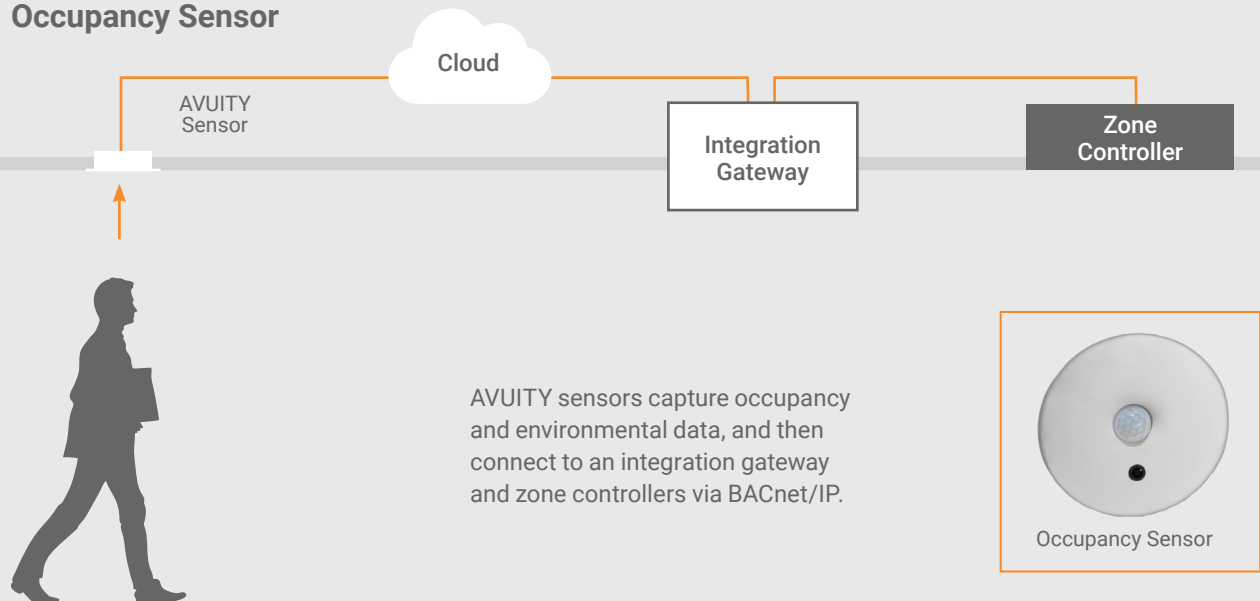 Occupancy Sensor
Cloud
AVUITY
Sensor
Integration
Gateway
Zone
Controller
AVUITY sensors capture occupancy
and environmental data, and then
connect to an integration gateway
and zone controllers via BACnet/IP.
Occupancy Sensor